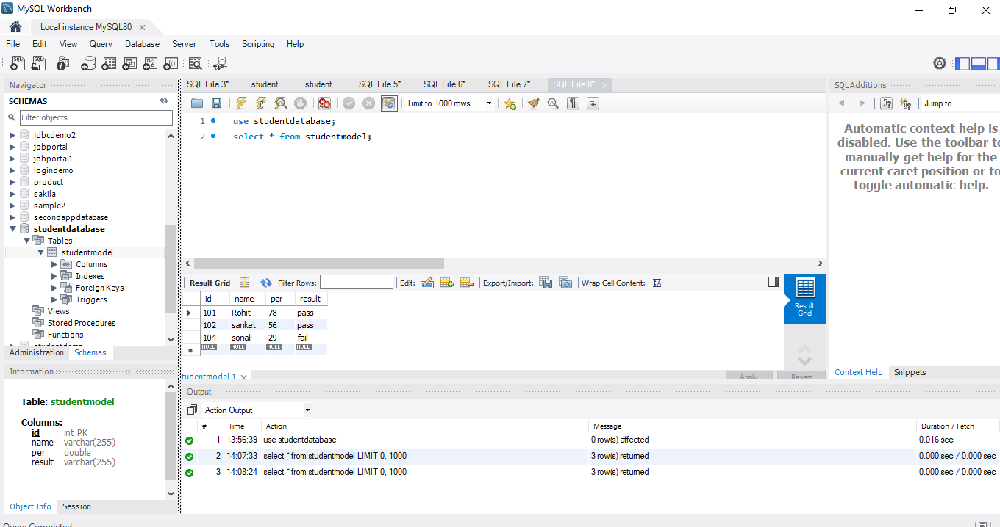 MySQL Workbench
Local instance MySQL80
File Edit View Query Database Server Tools Scripting Help
Navigator
SCHEMAS
Filter objects
jdbcdemo2
jobportal
jobportal1
logindemo
product
sakila
sample2
secondappdatabase
studentdatabase
Tables
studentmodel
Columns
Indexes
Foreign Keys
Triggers
Views
Stored Procedures
Functions
Administration Schemas
Information
Table: studentmodel
Columns:
id int PK
name varchar(255)
per double
result varchar(255)
Object Info Session
SQL File 3* student student SQL File 5* SQL File 6* SQL File 7* SQL File 8*
Limit to 1000 rows
1 use studentdatabase;
2 select * from studentmodel;
Result Grid Filter Rows: Edit: Export/Import: Wrap Cell Content:
id name per result
101 Rohit 78 pass
102 sanket 56 pass
104 sonali 29 fail
NULL NULL NULL NULL
Result
Grid
tudentmodel 1 Apply Revert
SQLAdditions
Jump to
Automatic context help is
disabled. Use the toolbar to
manually get help for the
current caret position or to
toggle automatic help.
Context Help Snippets
Output
Action Output
# Time Action Message Duration / Fetch
1 13:56:39 use studentdatabase 0 row(s) affected 0.016 sec
2 14:07:33 select * from studentmodel LIMIT 0, 1000 3 row(s) returned 0.000 sec / 0.000 sec
3 14:08:24 select * from studentmodel LIMIT 0, 1000 3 row(s) returned 0.000 sec / 0.000 sec
Query Completed